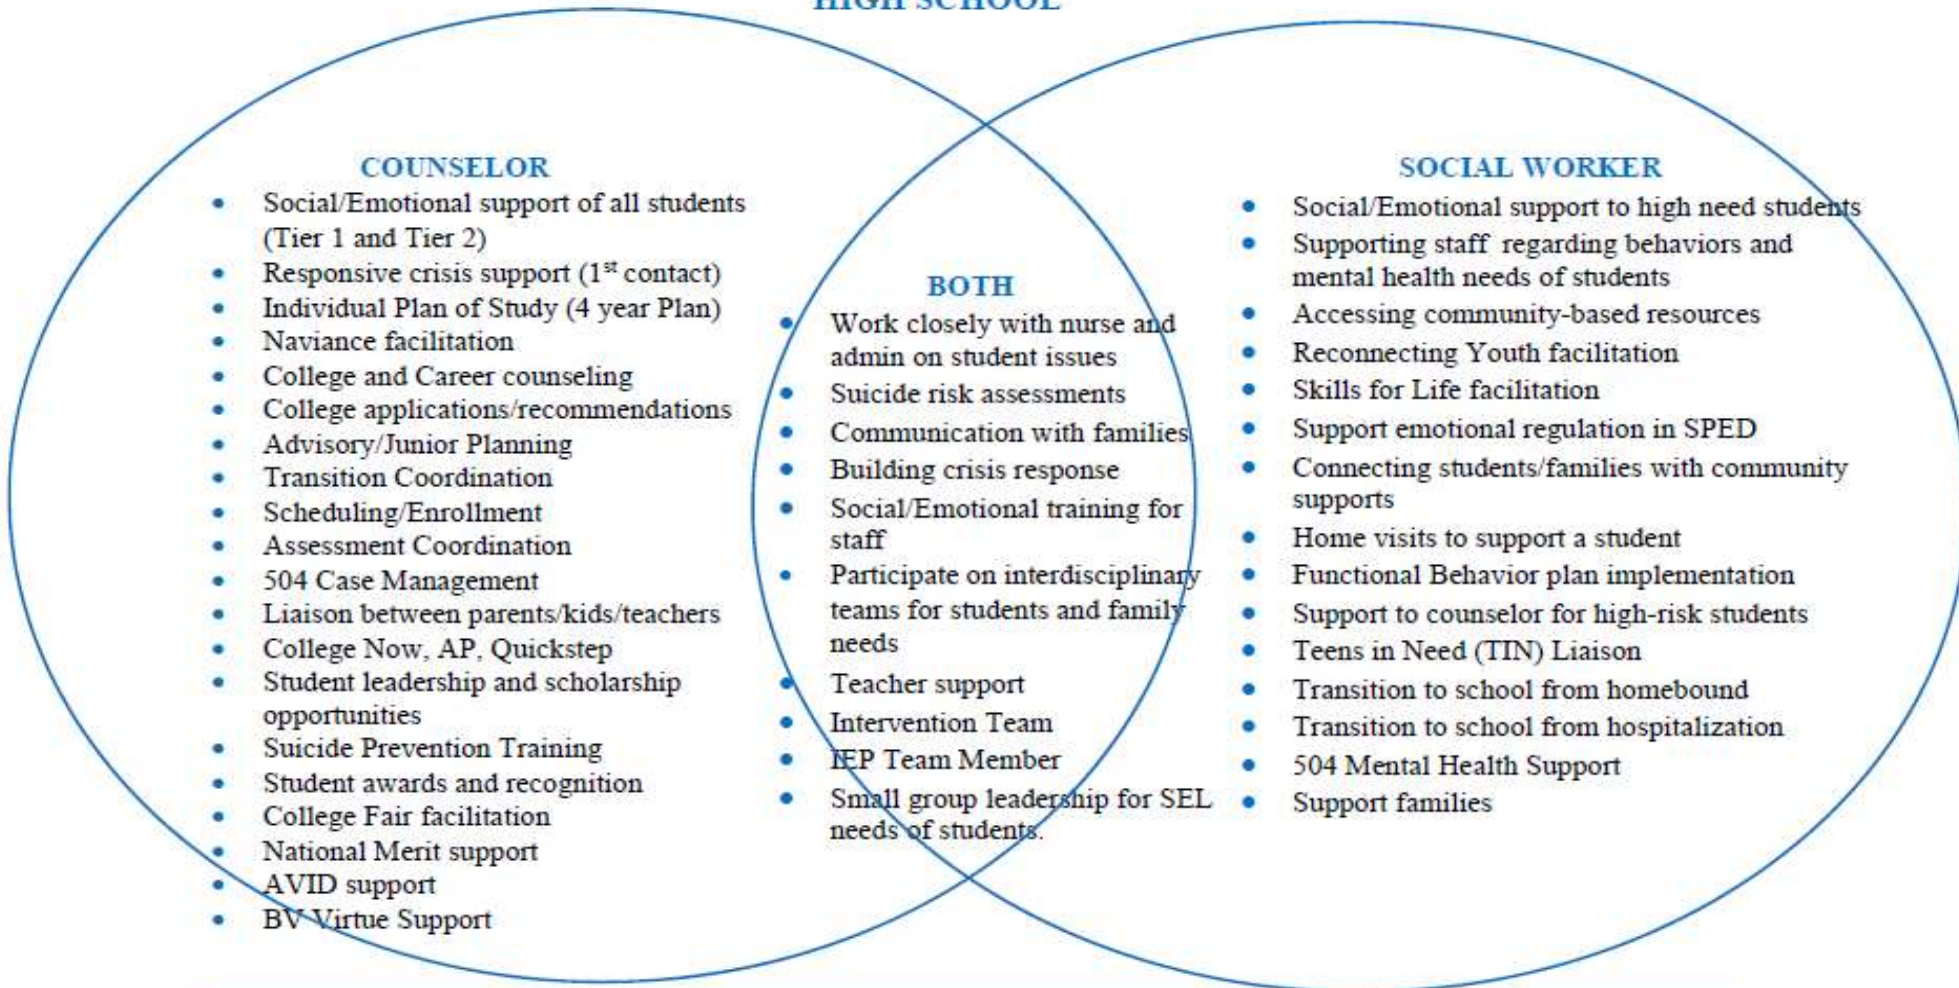 HIGH SCHOOL
COUNSELOR
• Social/Emotional support of all students
(Tier 1 and Tier 2)
• Responsive crisis support (1st contact)
• Individual Plan of Study (4 year Plan)
• Naviance facilitation
• College and Career counseling
• College applications/recommendations
• Advisory/Junior Planning
• Transition Coordination
• Scheduling/Enrollment
• Assessment Coordination
• 504 Case Management
• Liaison between parents/kids/teachers
• College Now, AP, Quickstep
• Student leadership and scholarship
opportunities
• Suicide Prevention Training
• Student awards and recognition
• College Fair facilitation
• National Merit support
• AVID support
• BV Virtue Support
BOTH
• Work closely with nurse and
admin on student issues
• Suicide risk assessments
• Communication with families
• Building crisis response
• Social/Emotional training for
staff
• Participate on interdisciplinary
teams for students and family
needs
• Teacher support
• Intervention Team
• IEP Team Member
• Small group leadership for SEL
needs of students.
SOCIAL WORKER
• Social/Emotional support to high need students
• Supporting staff regarding behaviors and
mental health needs of students
• Accessing community-based resources
• Reconnecting Youth facilitation
• Skills for Life facilitation
• Support emotional regulation in SPED
• Connecting students/families with community
supports
• Home visits to support a student
• Functional Behavior plan implementation
• Support to counselor for high-risk students
• Teens in Need (TIN) Liaison
• Transition to school from homebound
• Transition to school from hospitalization
• 504 Mental Health Support
• Support families